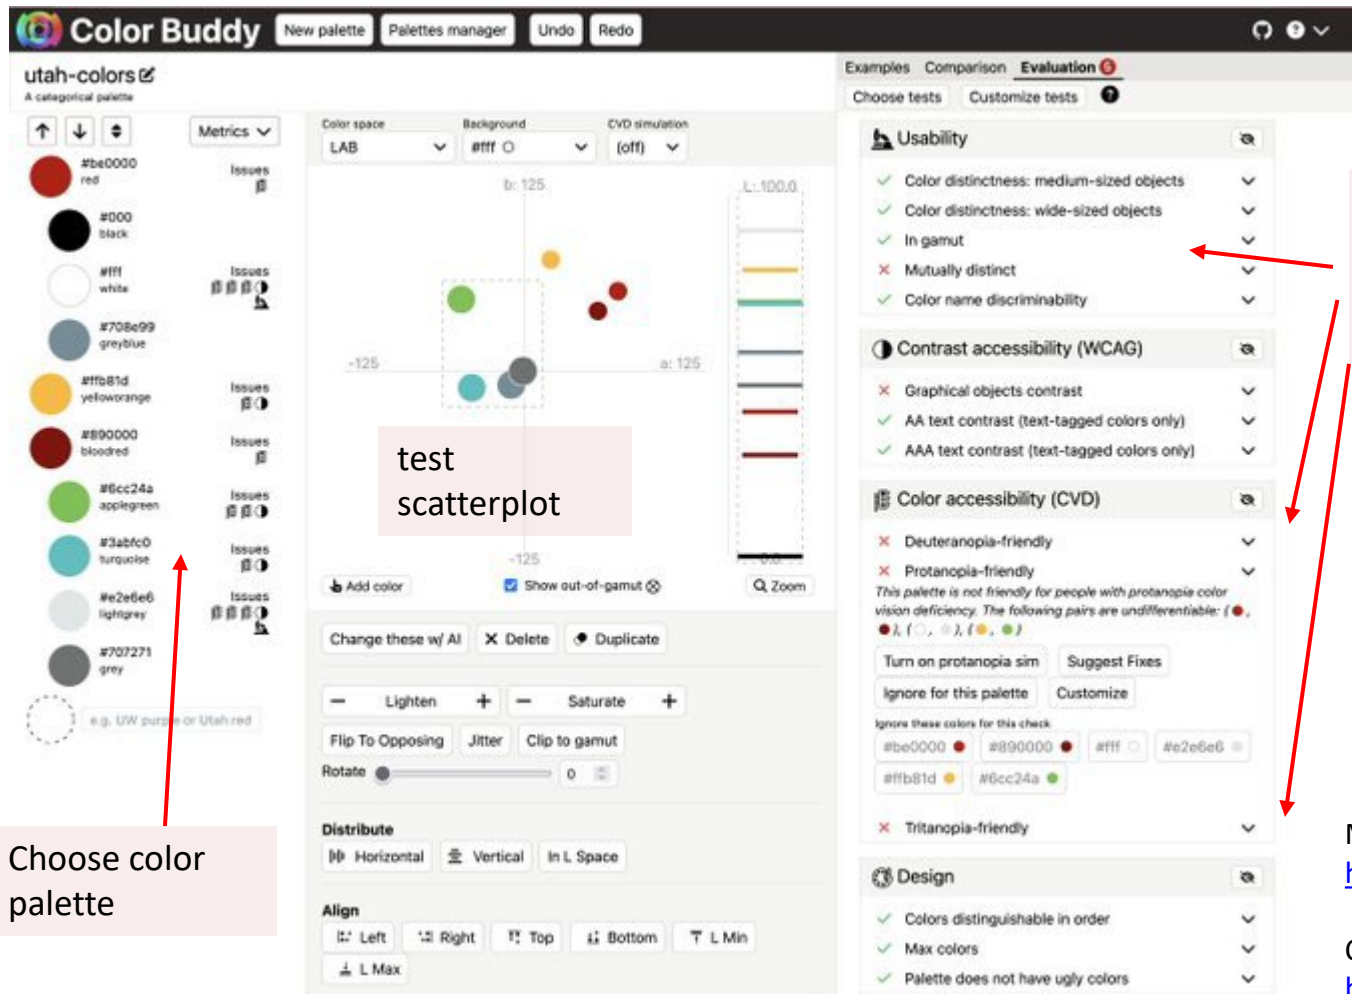 Color Buddy New palette Palettes manager Undo Redo
utah-colors
A categorical palette
Metrics
#be0000
red
Issues
#000
black
#fff
white
Issues
#708e99
greyblue
#ffb81d
yelloworange
Issues
#890000
bloodred
Issues
#6cc24a
applegreen
Issues
#3abfc0
turquoise
Issues
#e2e6e6
lightgrey
Issues
#707271
grey
e.g. UW purple or Utah red
Choose color
palette
Color space Background CVD simulation
LAB #fff (off)
b: 125
L: 100.0
-125 a: 125
test
scatterplot
-125
0.0
Add color Show out-of-gamut Zoom
Change these w/ AI Delete Duplicate
Lighten Saturate
Flip To Opposing Jitter Clip to gamut
Rotate 0
Distribute
Horizontal Vertical In L Space
Align
Left Right Top Bottom L Min
L Max
Examples Comparison Evaluation 6
Choose tests Customize tests ?
Usability
Color distinctness: medium-sized objects
Color distinctness: wide-sized objects
In gamut
Mutually distinct
Color name discriminability
Contrast accessibility (WCAG)
Graphical objects contrast
AA text contrast (text-tagged colors only)
AAA text contrast (text-tagged colors only)
Color accessibility (CVD)
Deuteranopia-friendly
Protanopia-friendly
This palette is not friendly for people with protanopia color
vision deficiency. The following pairs are undifferentiable: ( ,
), ( , ), ( , )
Turn on protanopia sim Suggest Fixes
Ignore for this palette Customize
Ignore these colors for this check
#be0000 #890000 #fff #e2e6e6
#ffb81d #6cc24a
Tritanopia-friendly
Design
Colors distinguishable in order
Max colors
Palette does not have ugly colors